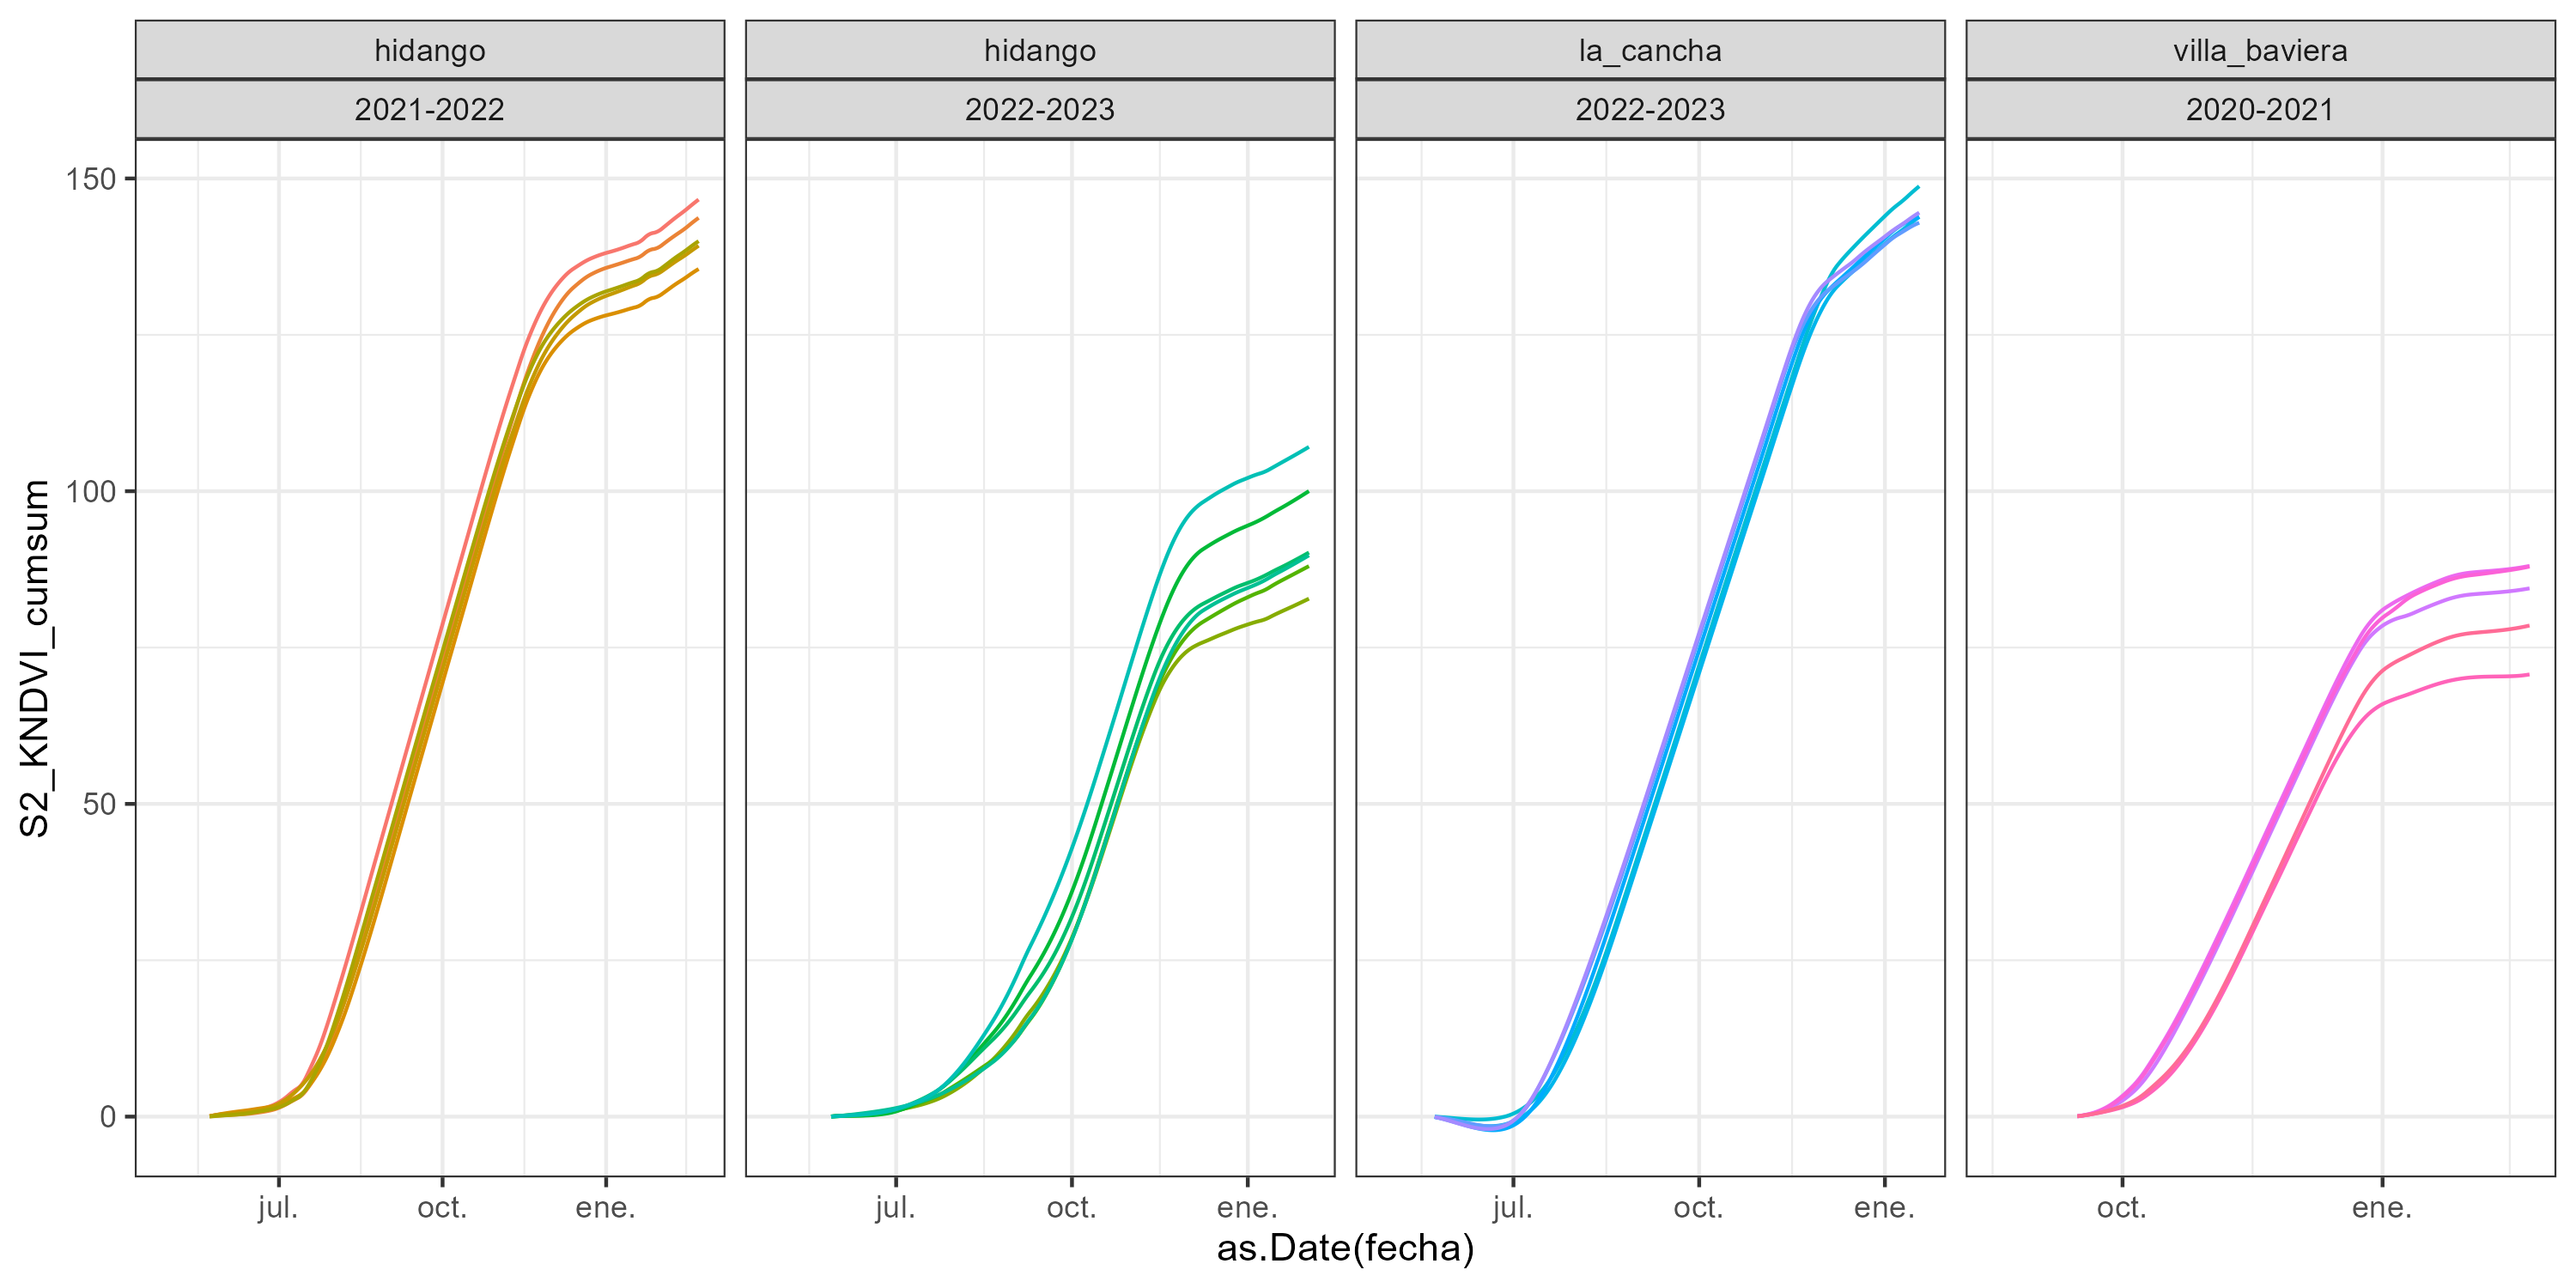 hidango hidango la_cancha villa_baviera
2021-2022 2022-2023 2022-2023 2020-2021
150
100
50
0
S2_KNDVI_cumsum
jul. oct. ene. jul. oct. ene. jul. oct. ene. oct. ene.
as.Date(fecha)